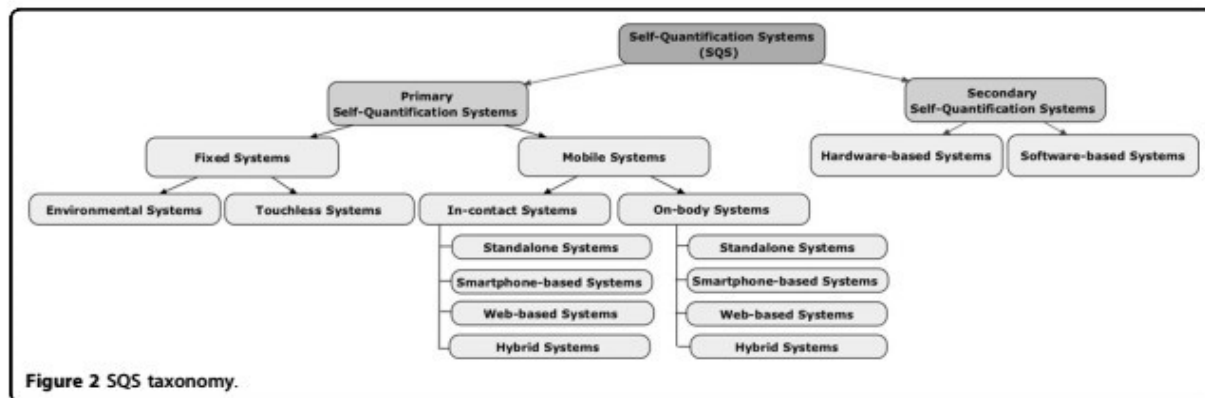 Self-Quantification Systems
(SQS)
Primary
Self-Quantification Systems
Secondary
Self-Quantification Systems
Fixed Systems
Mobile Systems
Hardware-based Systems
Software-based Systems
Environmental Systems
Touchless Systems
In-contact Systems
On-body Systems
Standalone Systems
Smartphone-based Systems
Web-based Systems
Hybrid Systems
Standalone Systems
Smartphone-based Systems
Web-based Systems
Hybrid Systems
Figure 2 SQS taxonomy.